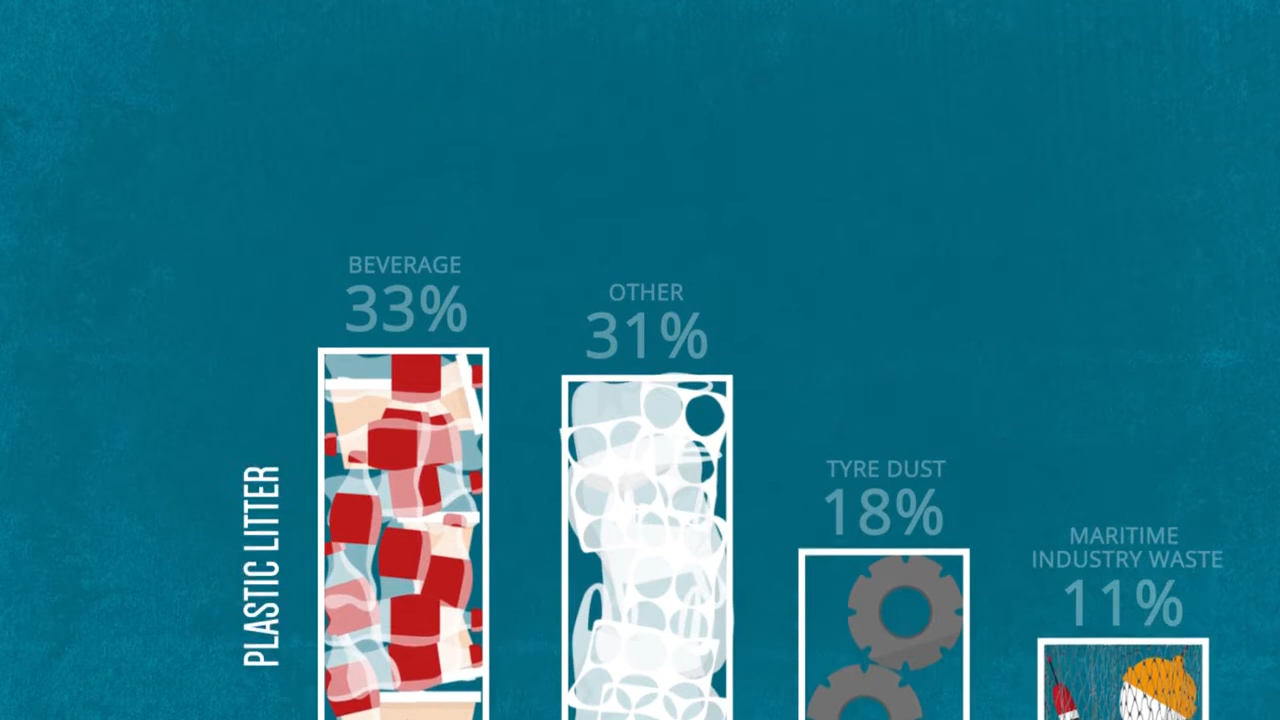 BEVERAGE
33%
OTHER
31%
TYRE DUST
18%
MARITIME
INDUSTRY WASTE
11%
PLASTIC LITTER